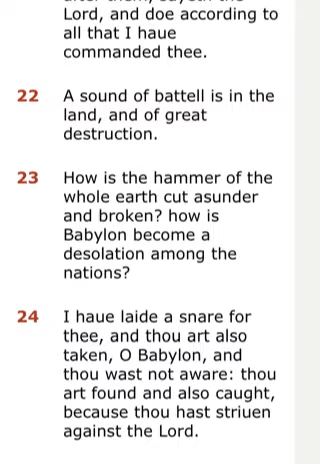 Lord, and doe according to
all that I haue
commanded thee.
22 A sound of battell is in the
land, and of great
destruction.
23 How is the hammer of the
whole earth cut asunder
and broken? how is
Babylon become a
desolation among the
nations?
24 I haue laide a snare for
thee, and thou art also
taken, O Babylon, and
thou wast not aware: thou
art found and also caught,
because thou hast striuen
against the Lord.